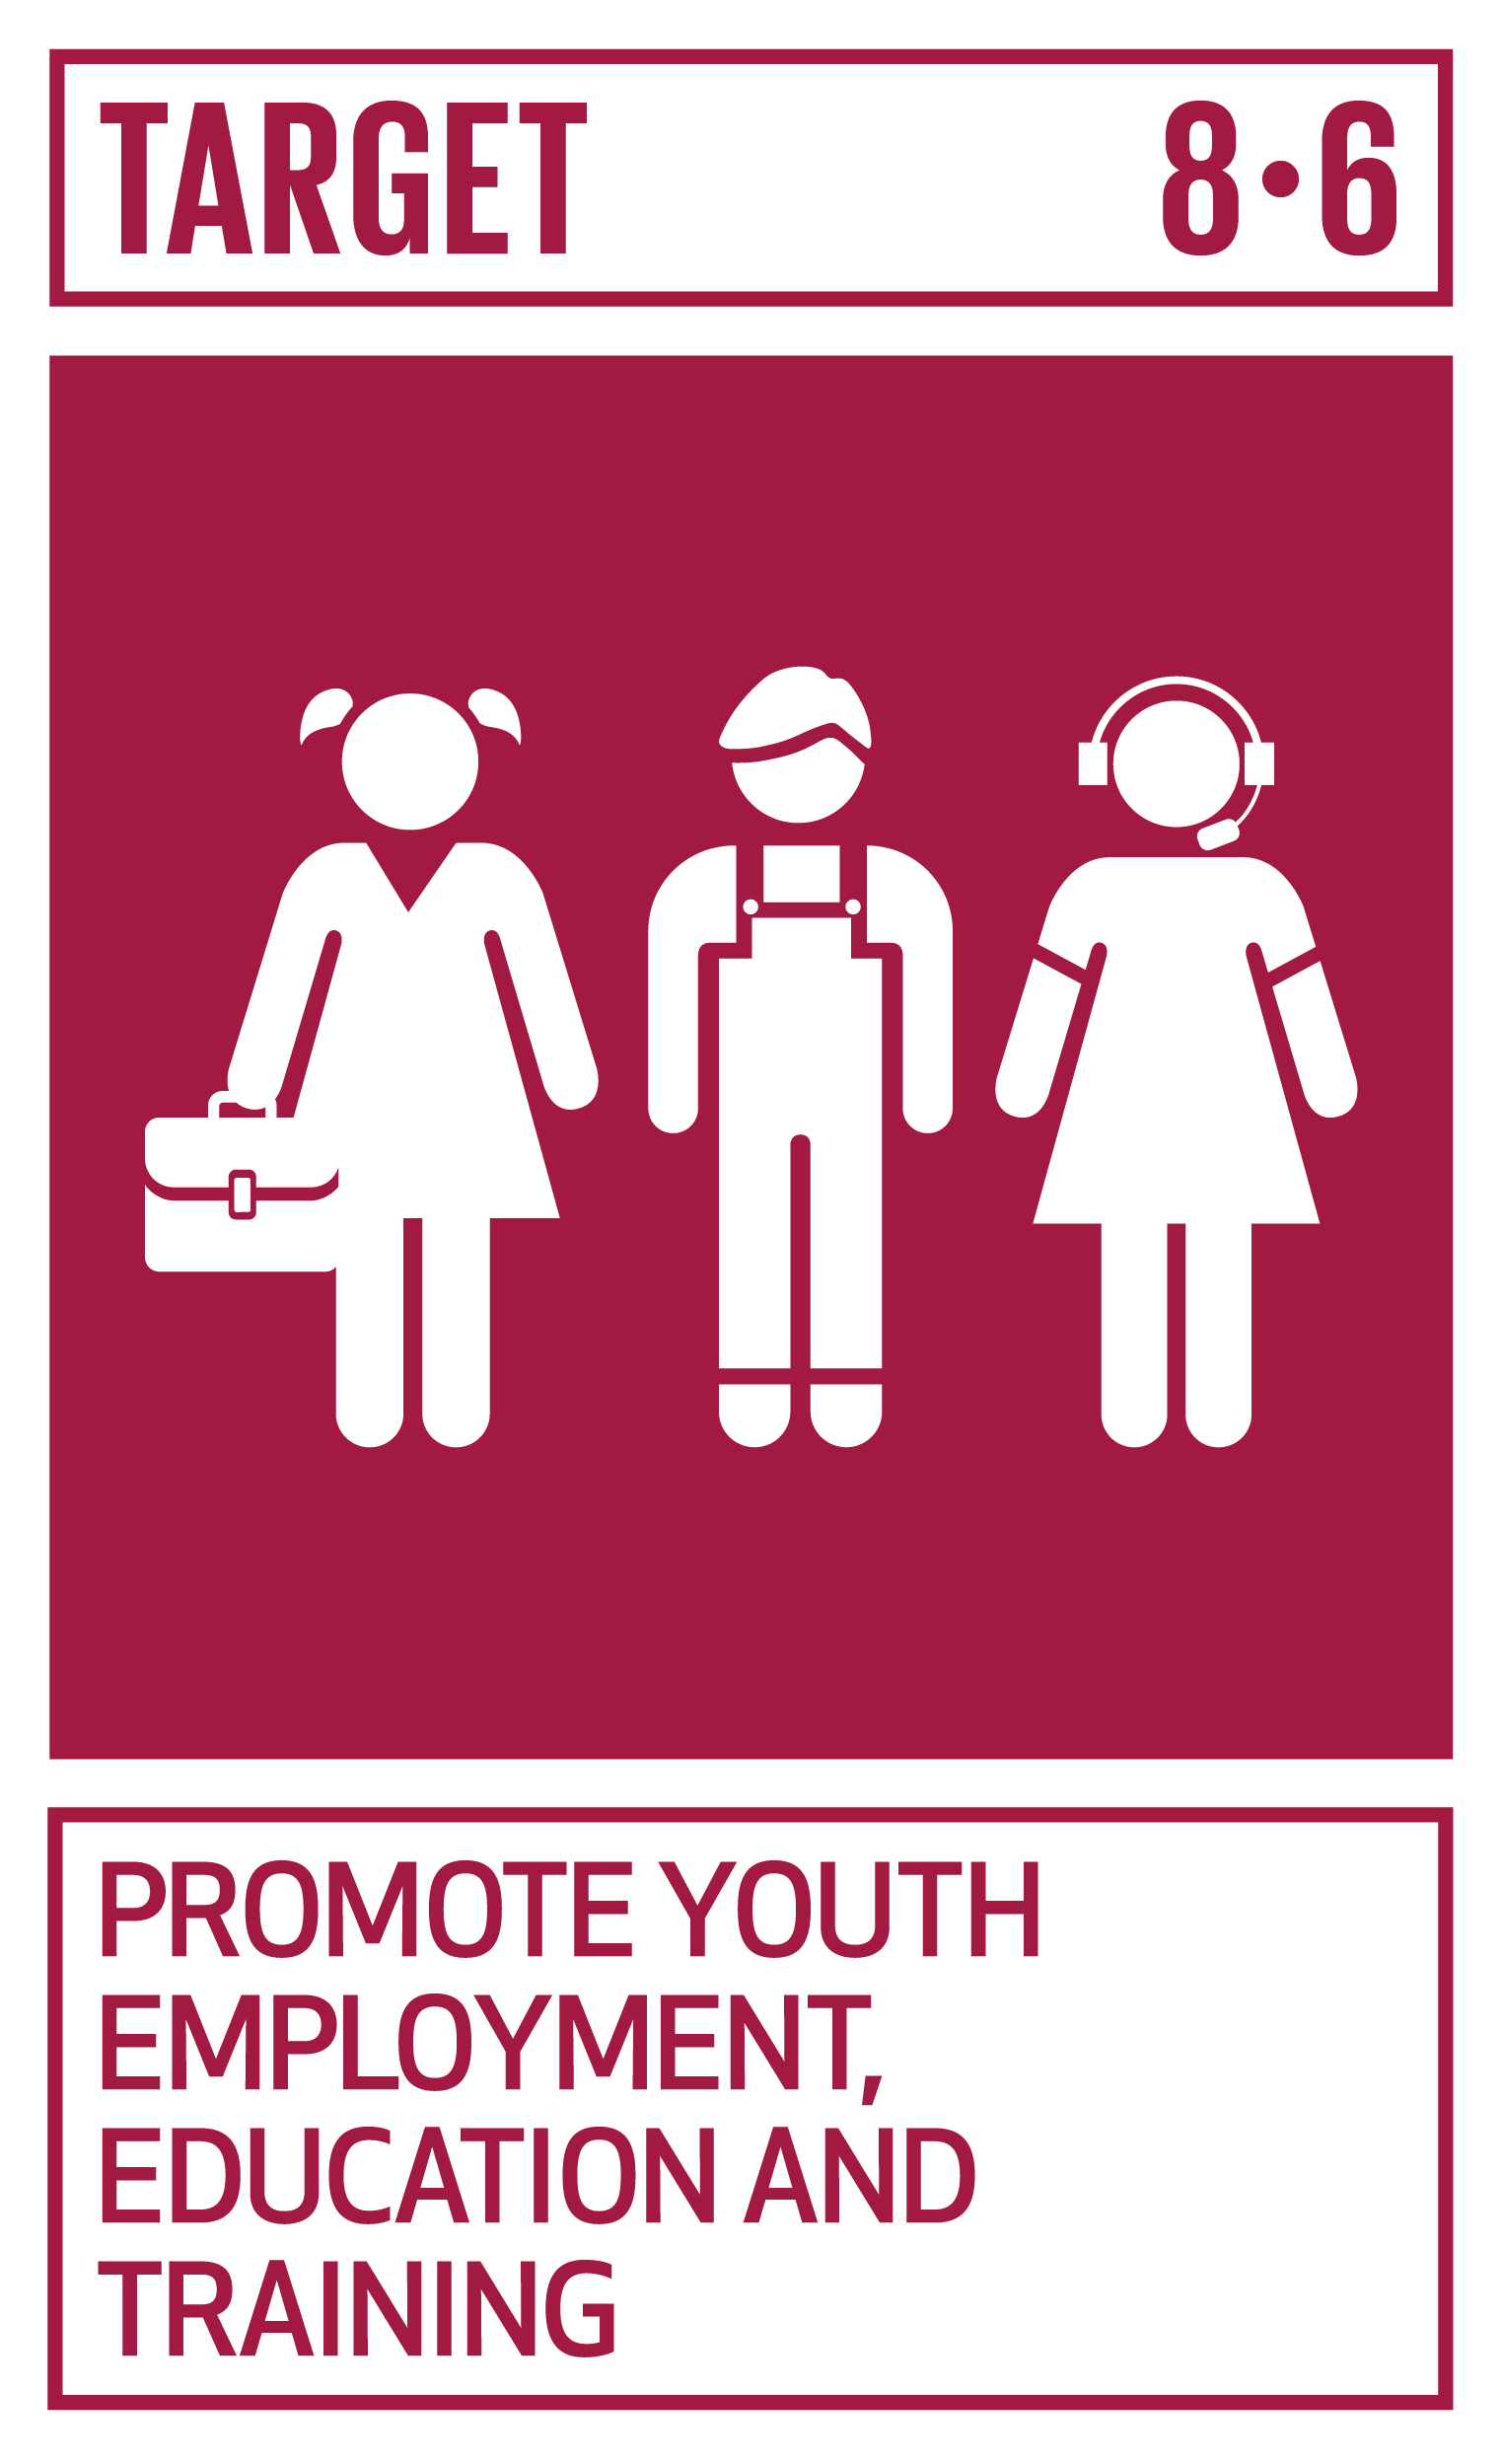 TARGET 8•6
PROMOTE YOUTH
EMPLOYMENT,
EDUCATION AND
TRAINING